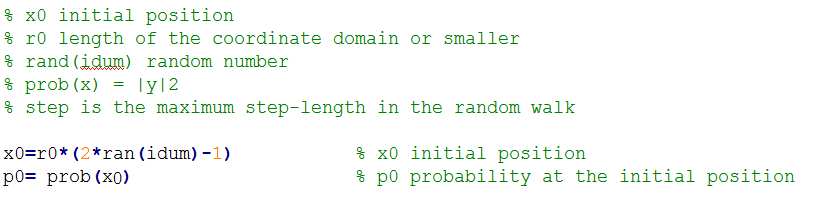 % x0 initial position
% r0 length of the coordinate domain or smaller
% rand(idum) random number
% prob(x) = |y|2
% step is the maximum step-length in the random walk
x0=r0*(2*ran(idum)-1) % x0 initial position
p0= prob(x0) % p0 probability at the initial position